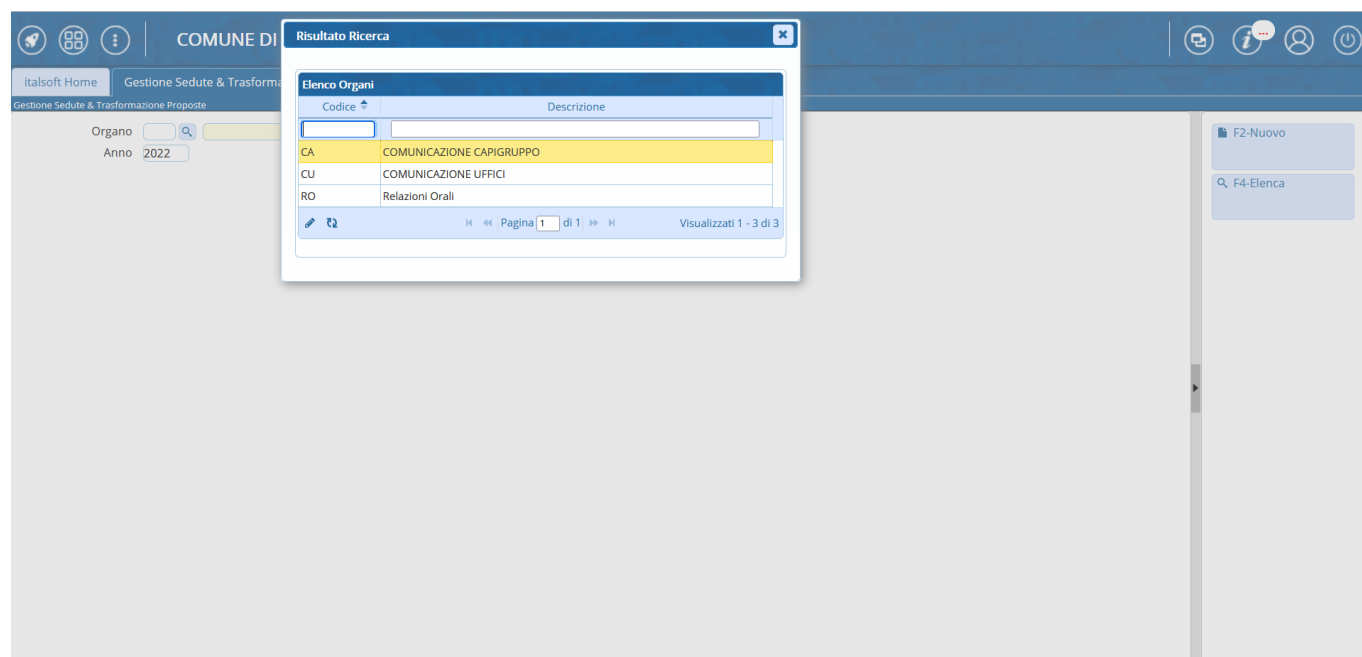 COMUNE DI
Risultato Ricerca
italsoft Home
Gestione Sedute & Trasforma
Gestione Sedute & Trasformazione Proposte
Organo
Anno 2022
Elenco Organi
Codice Descrizione
CA COMUNICAZIONE CAPIGRUPPO
CU COMUNICAZIONE UFFICI
RO Relazioni Orali
Pagina 1 di 1 Visualizzati 1 - 3 di 3
F2-Nuovo
F4-Elenca